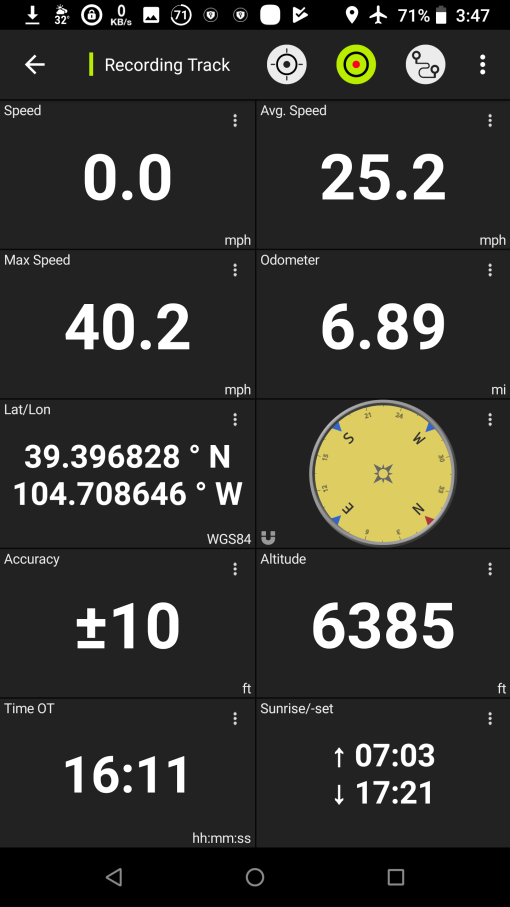 32°
0
KB/s
71
71%
3:47
Recording Track
Speed
0.0
mph
Avg. Speed
25.2
mph
Max Speed
40.2
mph
Odometer
6.89
mi
Lat/Lon
39.396828 ° N
104.708646 ° W
WGS84
21
24
S
W
15
30
12
33
E
N
9
6
Accuracy
±10
ft
Altitude
6385
ft
Time OT
16:11
hh:mm:ss
Sunrise/-set
↑ 07:03
↓ 17:21